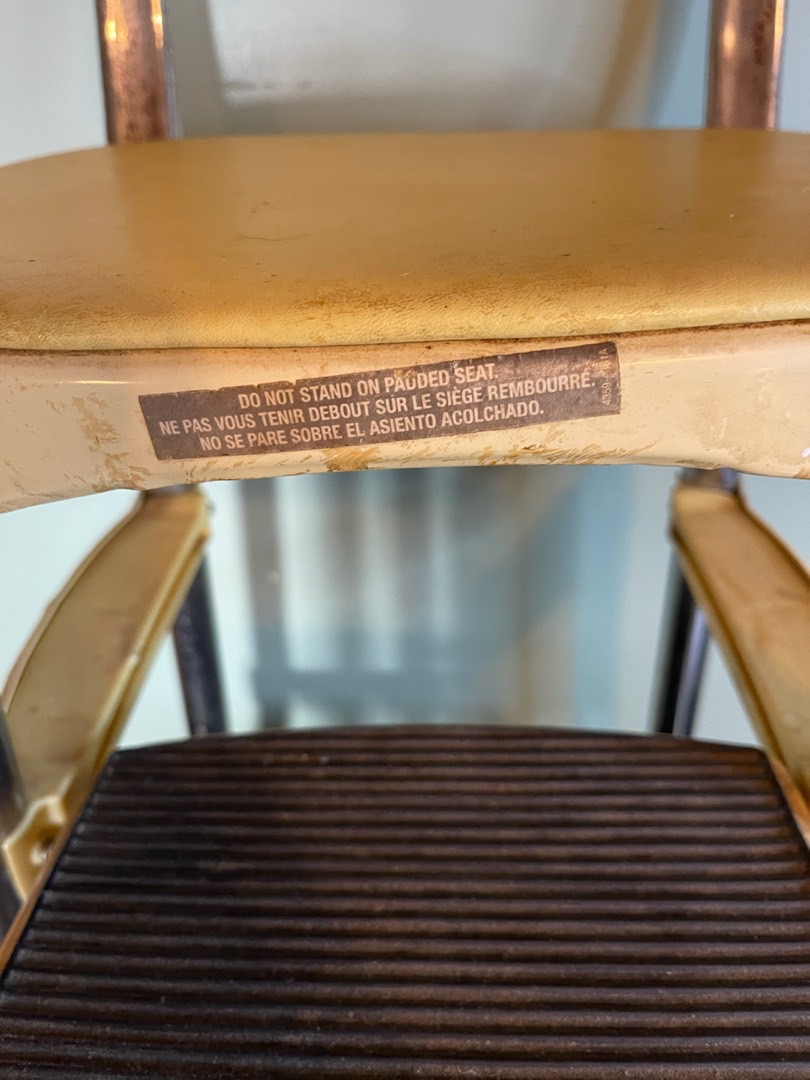 DO NOT STAND ON PADDED SEAT.
NE PAS VOUS TENIR DEBOUT SUR LE SIÈGE REMBOURRÉ.
NO SE PARE SOBRE EL ASIENTO ACOLCHADO.